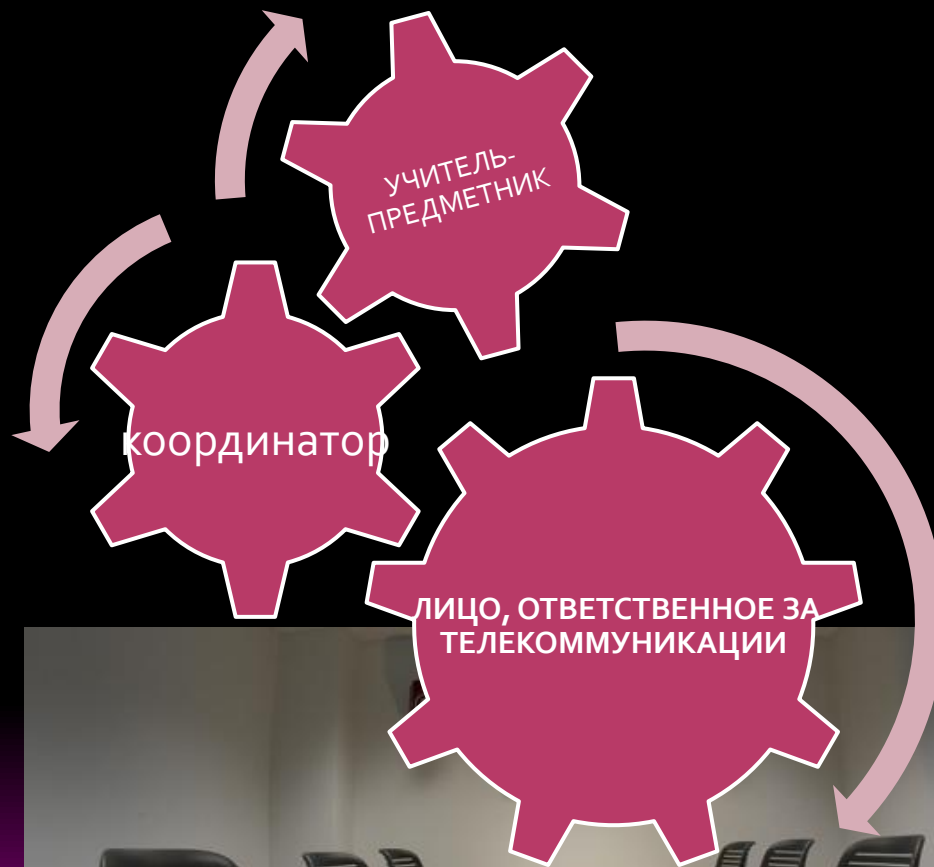 УЧИТЕЛЬ-
ПРЕДМЕТНИК
координатор
ЛИЦО, ОТВЕТСТВЕННОЕ ЗА
ТЕЛЕКОММУНИКАЦИИ